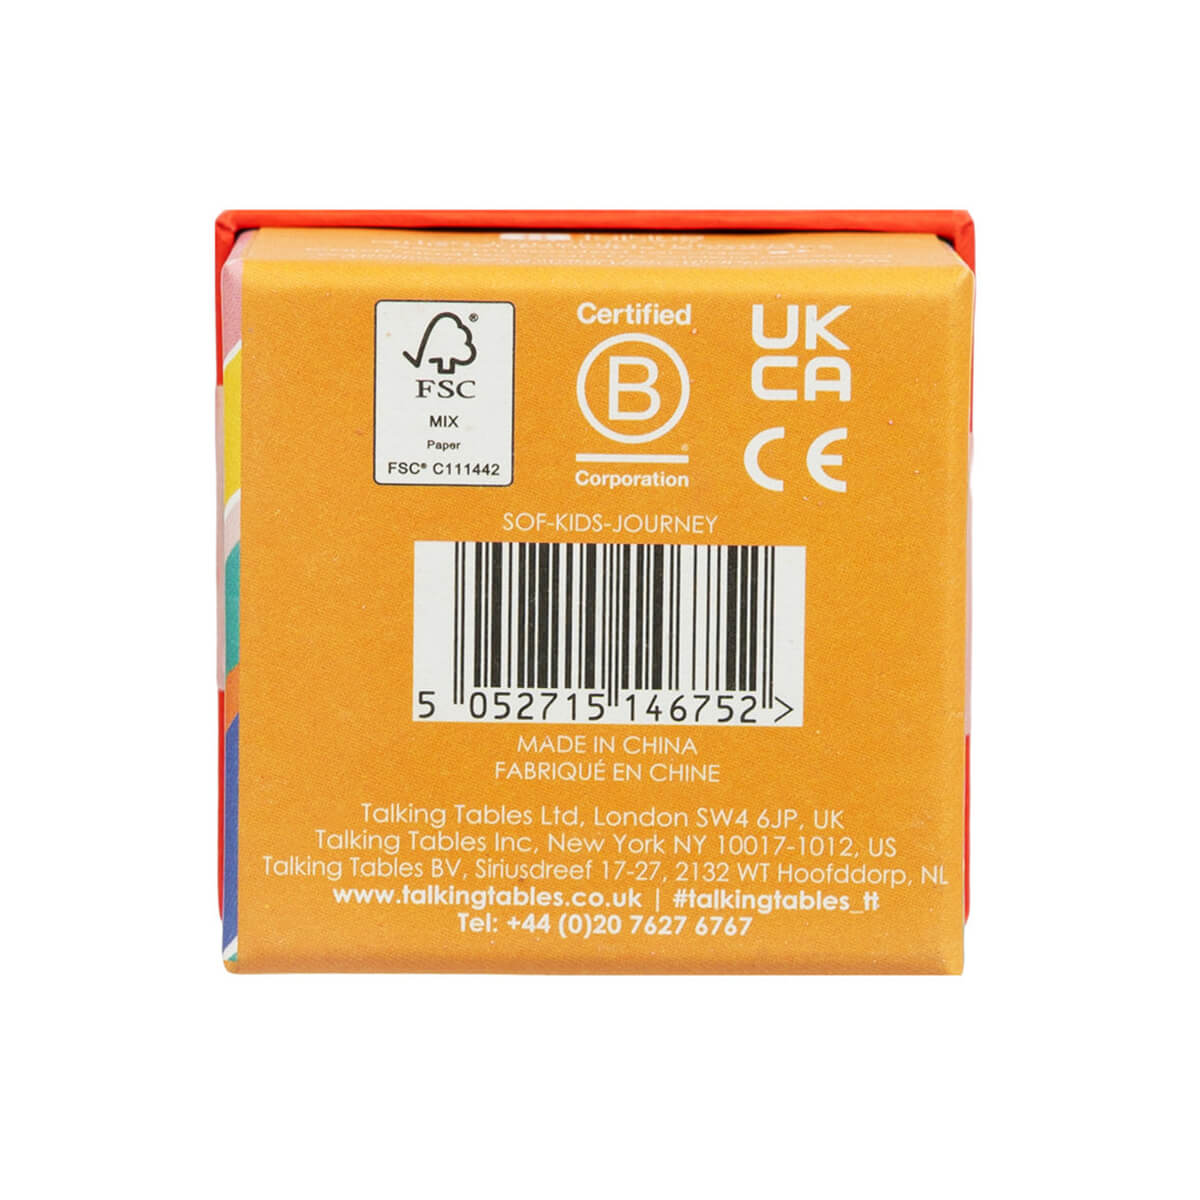 FSC
MIX
Paper
FSC® C111442
Certified
B
Corporation
UK
CA
CE
SOF-KIDS-JOURNEY
5 052715 146752 >
MADE IN CHINA
FABRIQUÉ EN CHINE
Talking Tables Ltd, London SW4 6JP, UK
Talking Tables Inc, New York NY 10017-1012, US
Talking Tables BV, Siriusdreef 17-27, 2132 WT Hoofddorp, NL
www.talkingtables.co.uk | #talkingtables_tt
Tel: +44 (0)20 7627 6767